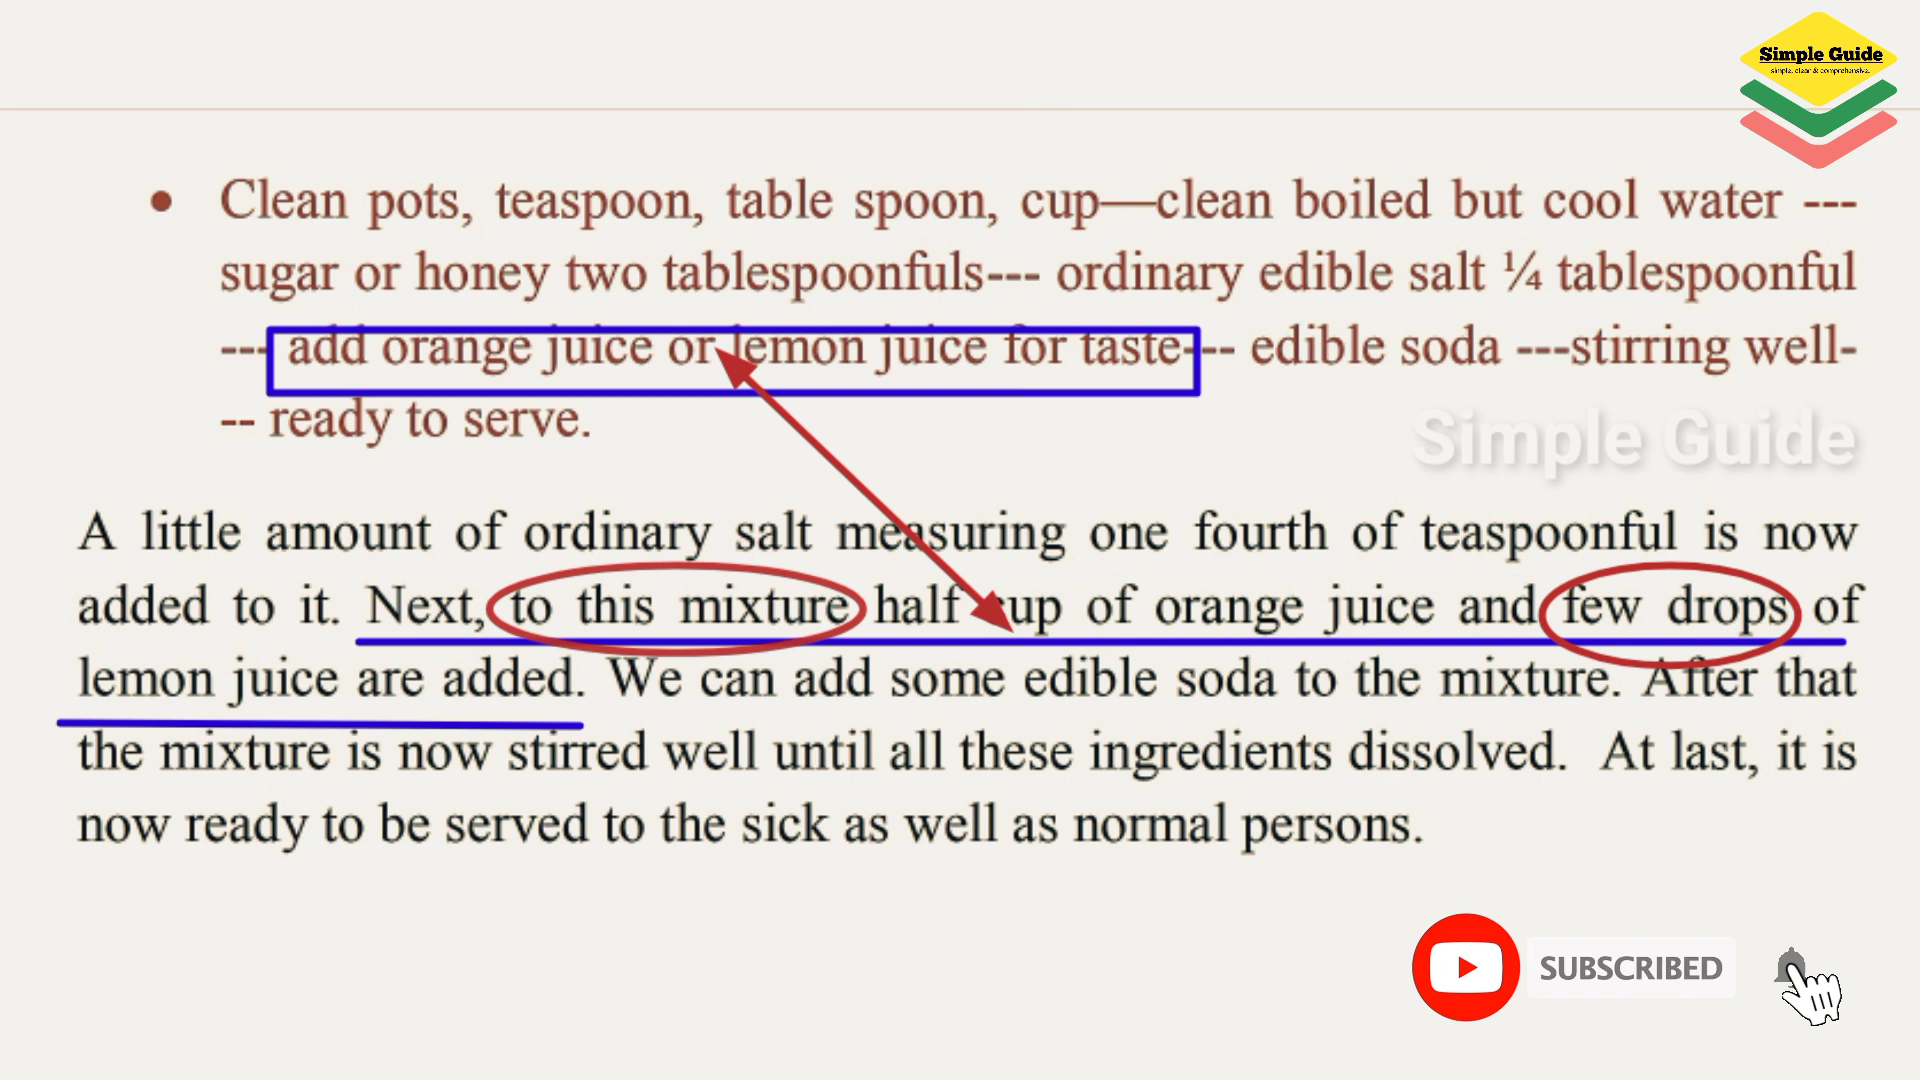 Simple Guide
simple, clear & comprehensive.
• Clean pots, teaspoon, table spoon, cup—clean boiled but cool water ---
sugar or honey two tablespoonfuls--- ordinary edible salt ¼ tablespoonful
--- add orange juice or lemon juice for taste--- edible soda ---stirring well-
-- ready to serve.
Simple Guide
A little amount of ordinary salt measuring one fourth of teaspoonful is now
added to it. Next, to this mixture half cup of orange juice and few drops of
lemon juice are added. We can add some edible soda to the mixture. After that
the mixture is now stirred well until all these ingredients dissolved. At last, it is
now ready to be served to the sick as well as normal persons.
SUBSCRIBED